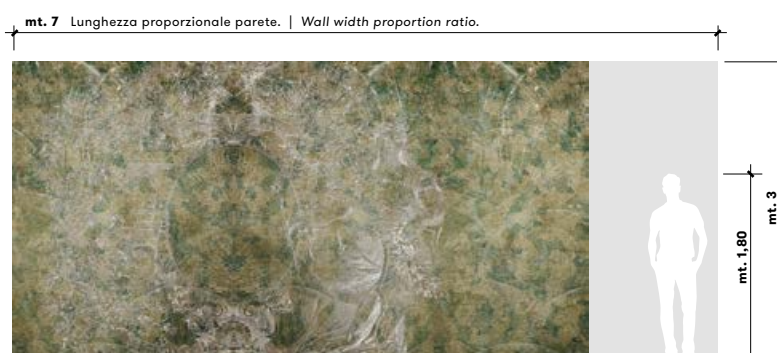 mt. 7 Lunghezza proporzionale parete. | Wall width proportion ratio.
mt. 1,80
mt. 3